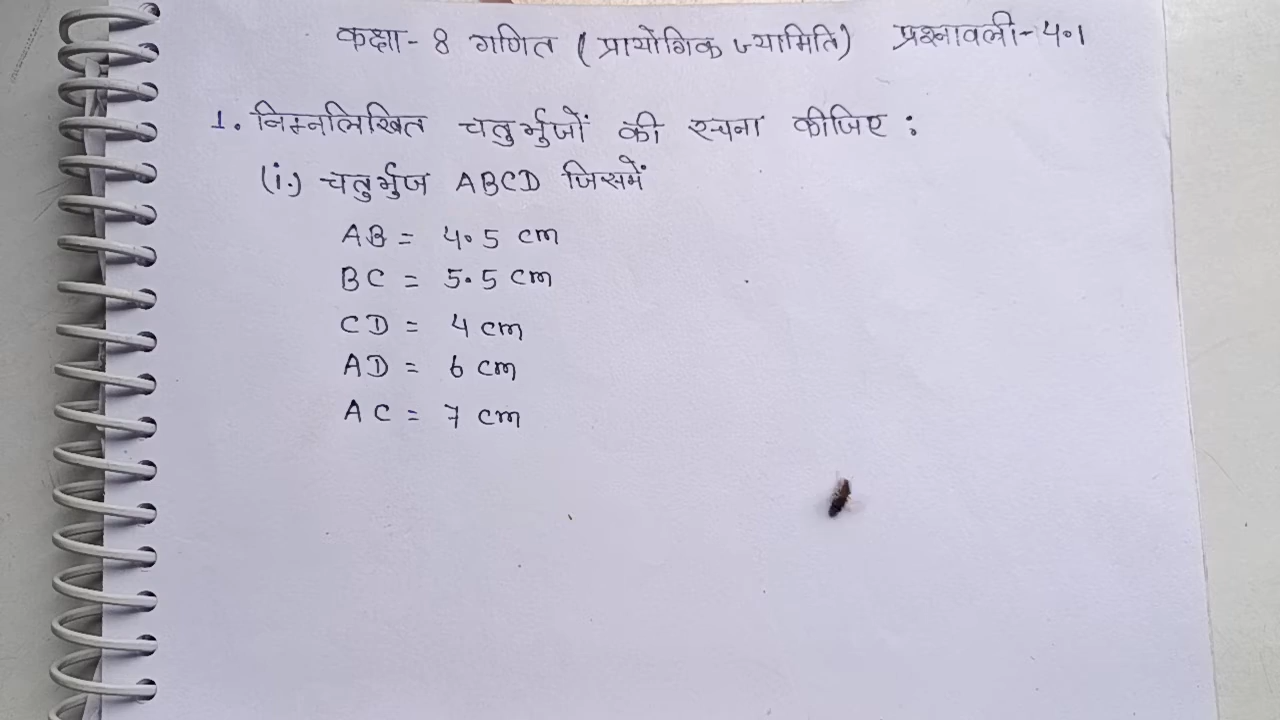 कक्षा- 8 गणित (प्रायोगिक ज्यामिति) प्रश्नावली-4.1
1. निम्नलिखित चतुर्भुजों की रचना कीजिए :
(i.) चतुर्भुज ABCD जिसमें
AB = 4.5 cm
BC = 5.5 cm
CD = 4 cm
AD = 6 cm
AC = 7 cm